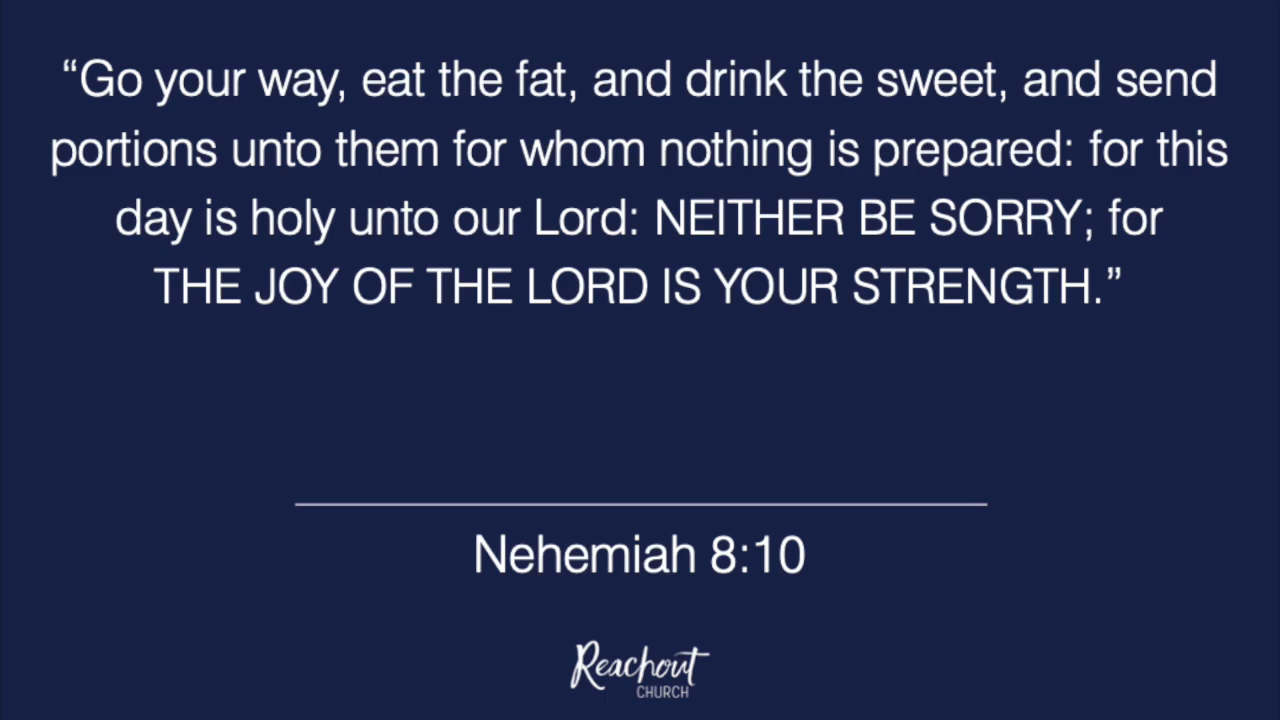 “Go your way, eat the fat, and drink the sweet, and send
portions unto them for whom nothing is prepared: for this
day is holy unto our Lord: NEITHER BE SORRY; for
THE JOY OF THE LORD IS YOUR STRENGTH.”
Nehemiah 8:10
Reachout
CHURCH